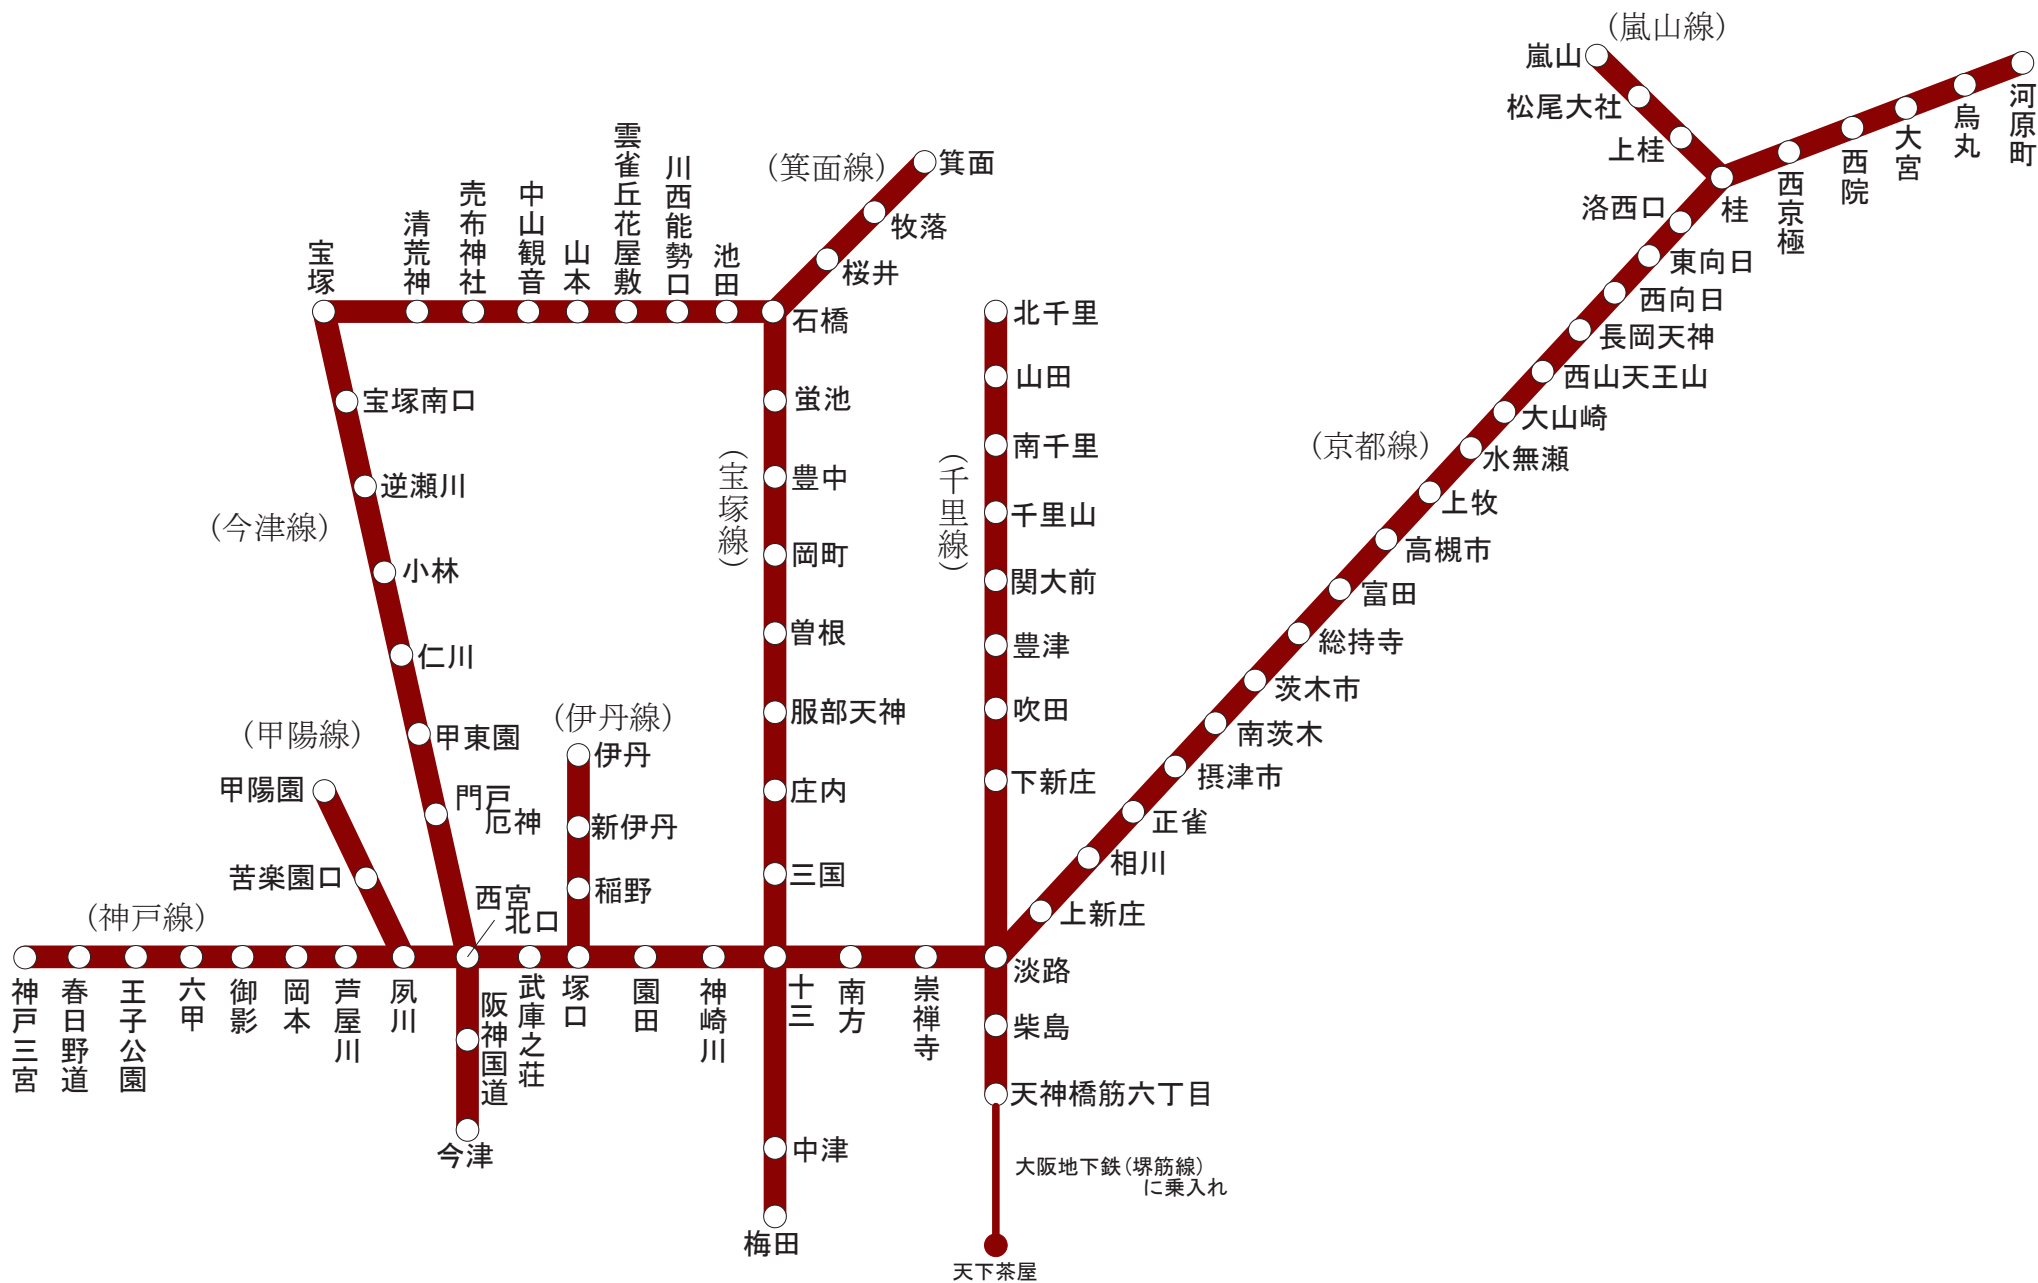 (嵐山線)
嵐山
松尾大社
上桂
桂
西京極
西院
大宮
烏丸
河原町
洛西口
東向日
西向日
長岡天神
西山天王山
大山崎
(京都線)
水無瀬
上牧
高槻市
富田
総持寺
茨木市
南茨木
摂津市
正雀
相川
上新庄
(箕面線)
箕面
牧落
桜井
宝塚
清荒神
売布神社
中山観音
山本
雲雀丘花屋敷
川西能勢口
池田
石橋
蛍池
(宝塚線)
豊中
岡町
曽根
服部天神
庄内
三国
北千里
山田
南千里
(千里線)
千里山
関大前
豊津
吹田
下新庄
宝塚南口
逆瀬川
(今津線)
小林
仁川
甲東園
門戸
厄神
(甲陽線)
甲陽園
苦楽園口
(伊丹線)
伊丹
新伊丹
稲野
西宮
北口
(神戸線)
神戸三宮
春日野道
王子公園
六甲
御影
岡本
芦屋川
夙川
阪神国道
今津
武庫之荘
塚口
園田
神崎川
十三
南方
崇禅寺
淡路
柴島
天神橋筋六丁目
中津
梅田
大阪地下鉄(堺筋線)
に乗入れ
天下茶屋